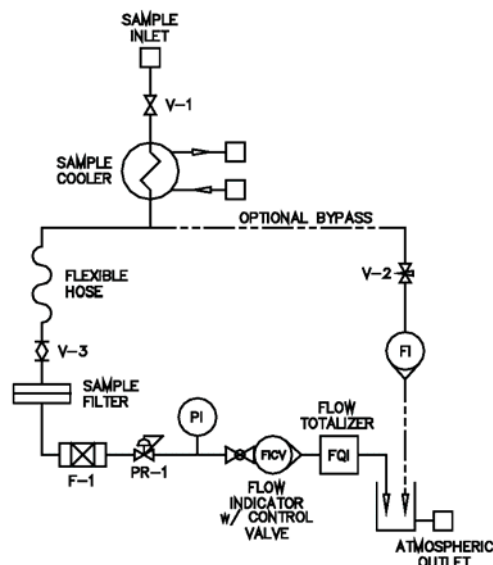 SAMPLE
INLET
V-1
SAMPLE
COOLER
OPTIONAL BYPASS
FLEXIBLE
HOSE
V-2
FI
V-3
SAMPLE
FILTER
PI
FLOW
TOTALIZER
FICV
FQI
F-1
PR-1
FLOW
INDICATOR
W/ CONTROL
VALVE
ATMOSPHERIC
OUTLET